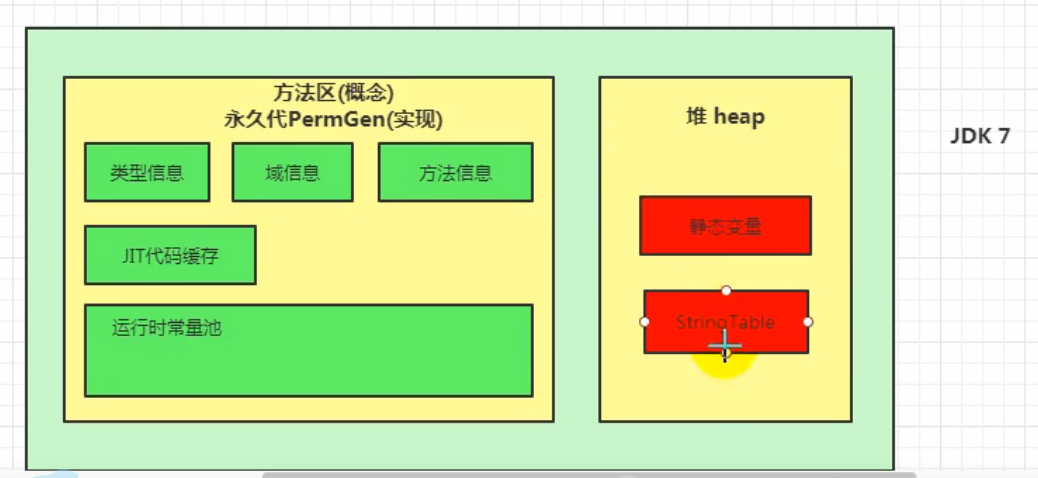 方法区(概念)
永久代PermGen(实现)
类型信息
域信息
方法信息
JIT代码缓存
运行时常量池
堆 heap
静态变量
StringTable
JDK 7